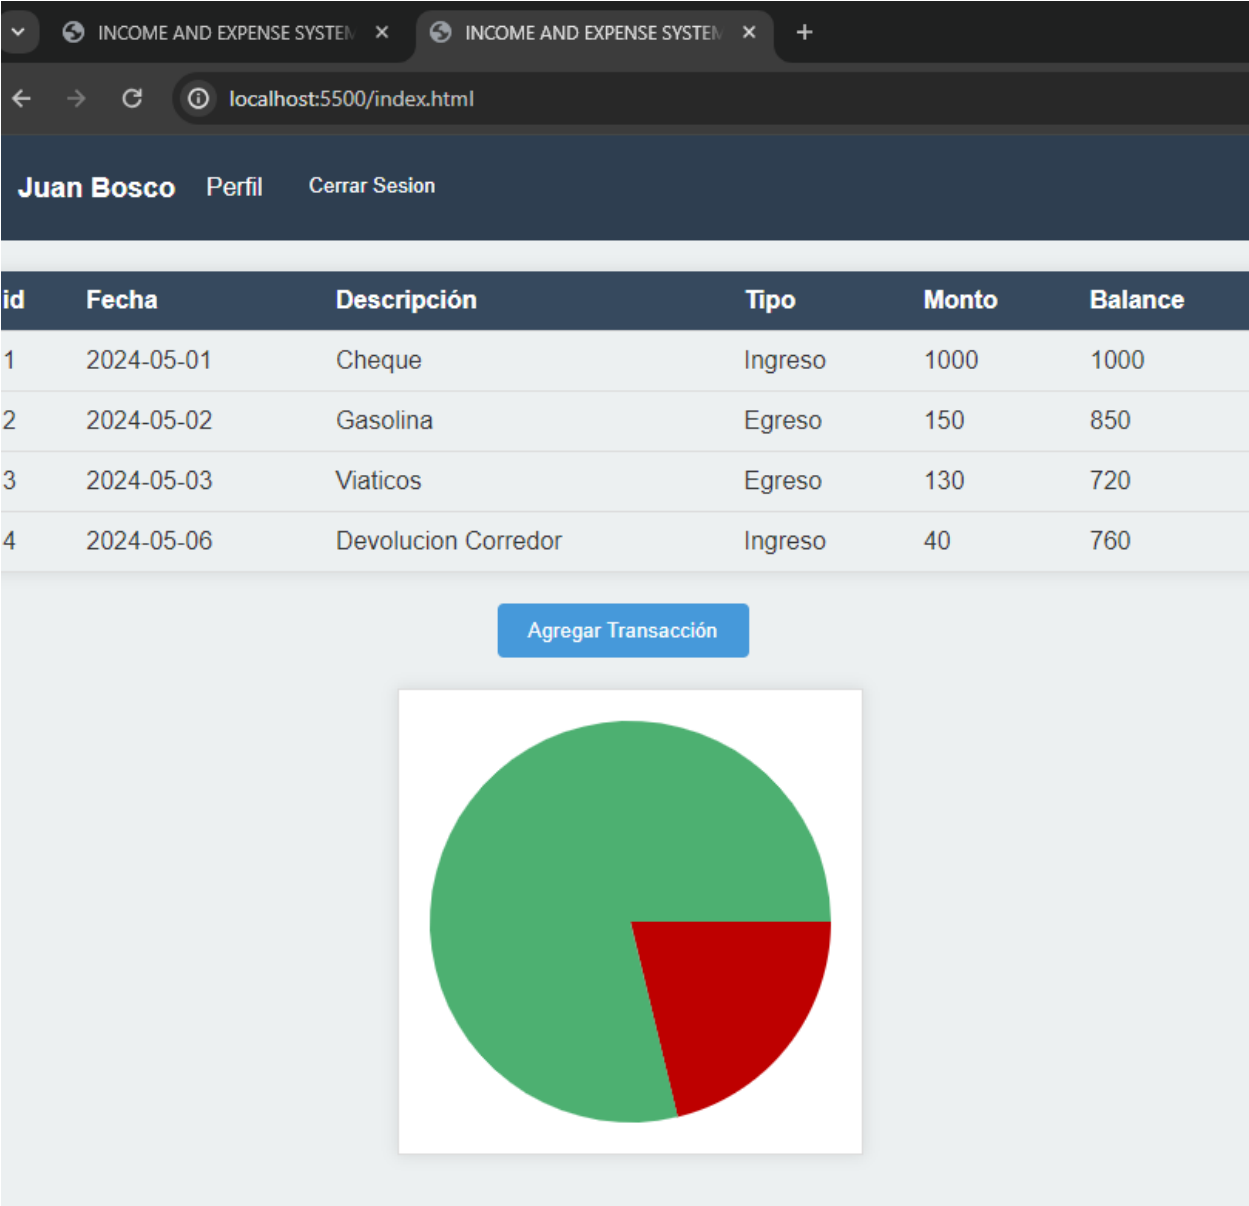 INCOME AND EXPENSE SYSTEM INCOME AND EXPENSE SYSTEM
localhost:5500/index.html
Juan Bosco Perfil Cerrar Sesion
id Fecha Descripción Tipo Monto Balance
1 2024-05-01 Cheque Ingreso 1000 1000
2 2024-05-02 Gasolina Egreso 150 850
3 2024-05-03 Viaticos Egreso 130 720
4 2024-05-06 Devolucion Corredor Ingreso 40 760
Agregar Transacción